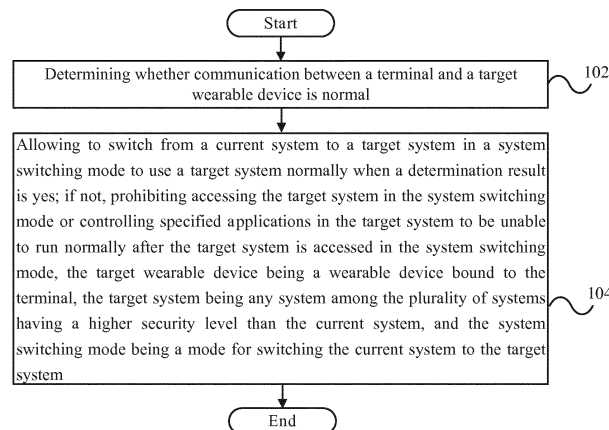 Start
Determining whether communication between a terminal and a target
wearable device is normal
102
Allowing to switch from a current system to a target system in a system
switching mode to use a target system normally when a determination result
is yes; if not, prohibiting accessing the target system in the system switching
mode or controlling specified applications in the target system to be unable
to run normally after the target system is accessed in the system switching
mode, the target wearable device being a wearable device bound to the
terminal, the target system being any system among the plurality of systems
having a higher security level than the current system, and the system
switching mode being a mode for switching the current system to the target
system
104
End